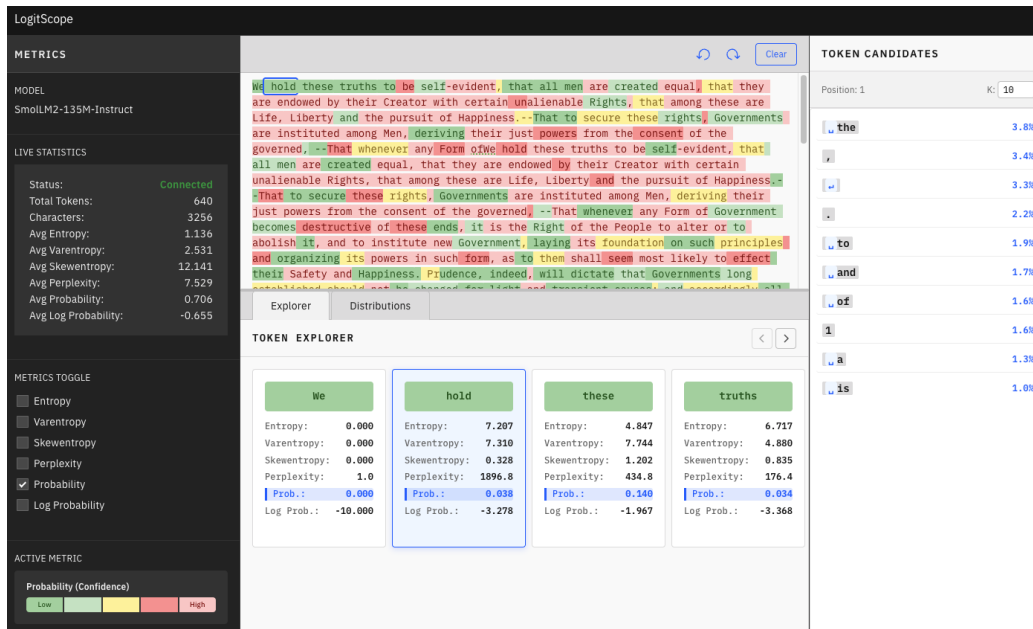 LogitScope
METRICS
MODEL
SmolLM2-135M-Instruct
LIVE STATISTICS
Status: Connected
Total Tokens: 640
Characters: 3256
Avg Entropy: 1.136
Avg Varentropy: 2.531
Avg Skewentropy: 12.141
Avg Perplexity: 7.529
Avg Probability: 0.706
Avg Log Probability: -0.655
METRICS TOGGLE
Entropy
Varentropy
Skewentropy
Perplexity
Probability
Log Probability
ACTIVE METRIC
Probability (Confidence)
Low High
Clear
We hold these truths to be self-evident, that all men are created equal, that they
are endowed by their Creator with certain unalienable Rights, that among these are
Life, Liberty and the pursuit of Happiness.--That to secure these rights, Governments
are instituted among Men, deriving their just powers from the consent of the
governed, --That whenever any Form ofWe hold these truths to be self-evident, that
all men are created equal, that they are endowed by their Creator with certain
unalienable Rights, that among these are Life, Liberty and the pursuit of Happiness.-
-That to secure these rights, Governments are instituted among Men, deriving their
just powers from the consent of the governed, --That whenever any Form of Government
becomes destructive of these ends, it is the Right of the People to alter or to
abolish it, and to institute new Government, laying its foundation on such principles
and organizing its powers in such form, as to them shall seem most likely to effect
their Safety and Happiness. Prudence, indeed, will dictate that Governments long
established should not be changed for light and transient causes; and accordingly all
Explorer Distributions
TOKEN EXPLORER
< >
We
Entropy: 0.000
Varentropy: 0.000
Skewentropy: 0.000
Perplexity: 1.0
Prob.: 0.000
Log Prob.: -10.000
hold
Entropy: 7.207
Varentropy: 7.310
Skewentropy: 0.328
Perplexity: 1896.8
Prob.: 0.038
Log Prob.: -3.278
these
Entropy: 4.847
Varentropy: 7.744
Skewentropy: 1.202
Perplexity: 434.8
Prob.: 0.140
Log Prob.: -1.967
truths
Entropy: 6.717
Varentropy: 4.880
Skewentropy: 0.835
Perplexity: 176.4
Prob.: 0.034
Log Prob.: -3.368
TOKEN CANDIDATES
Position: 1 K: 10
␣the 3.8%
, 3.4%
↵ 3.3%
. 2.2%
␣to 1.9%
␣and 1.7%
␣of 1.6%
1 1.6%
␣a 1.3%
␣is 1.0%